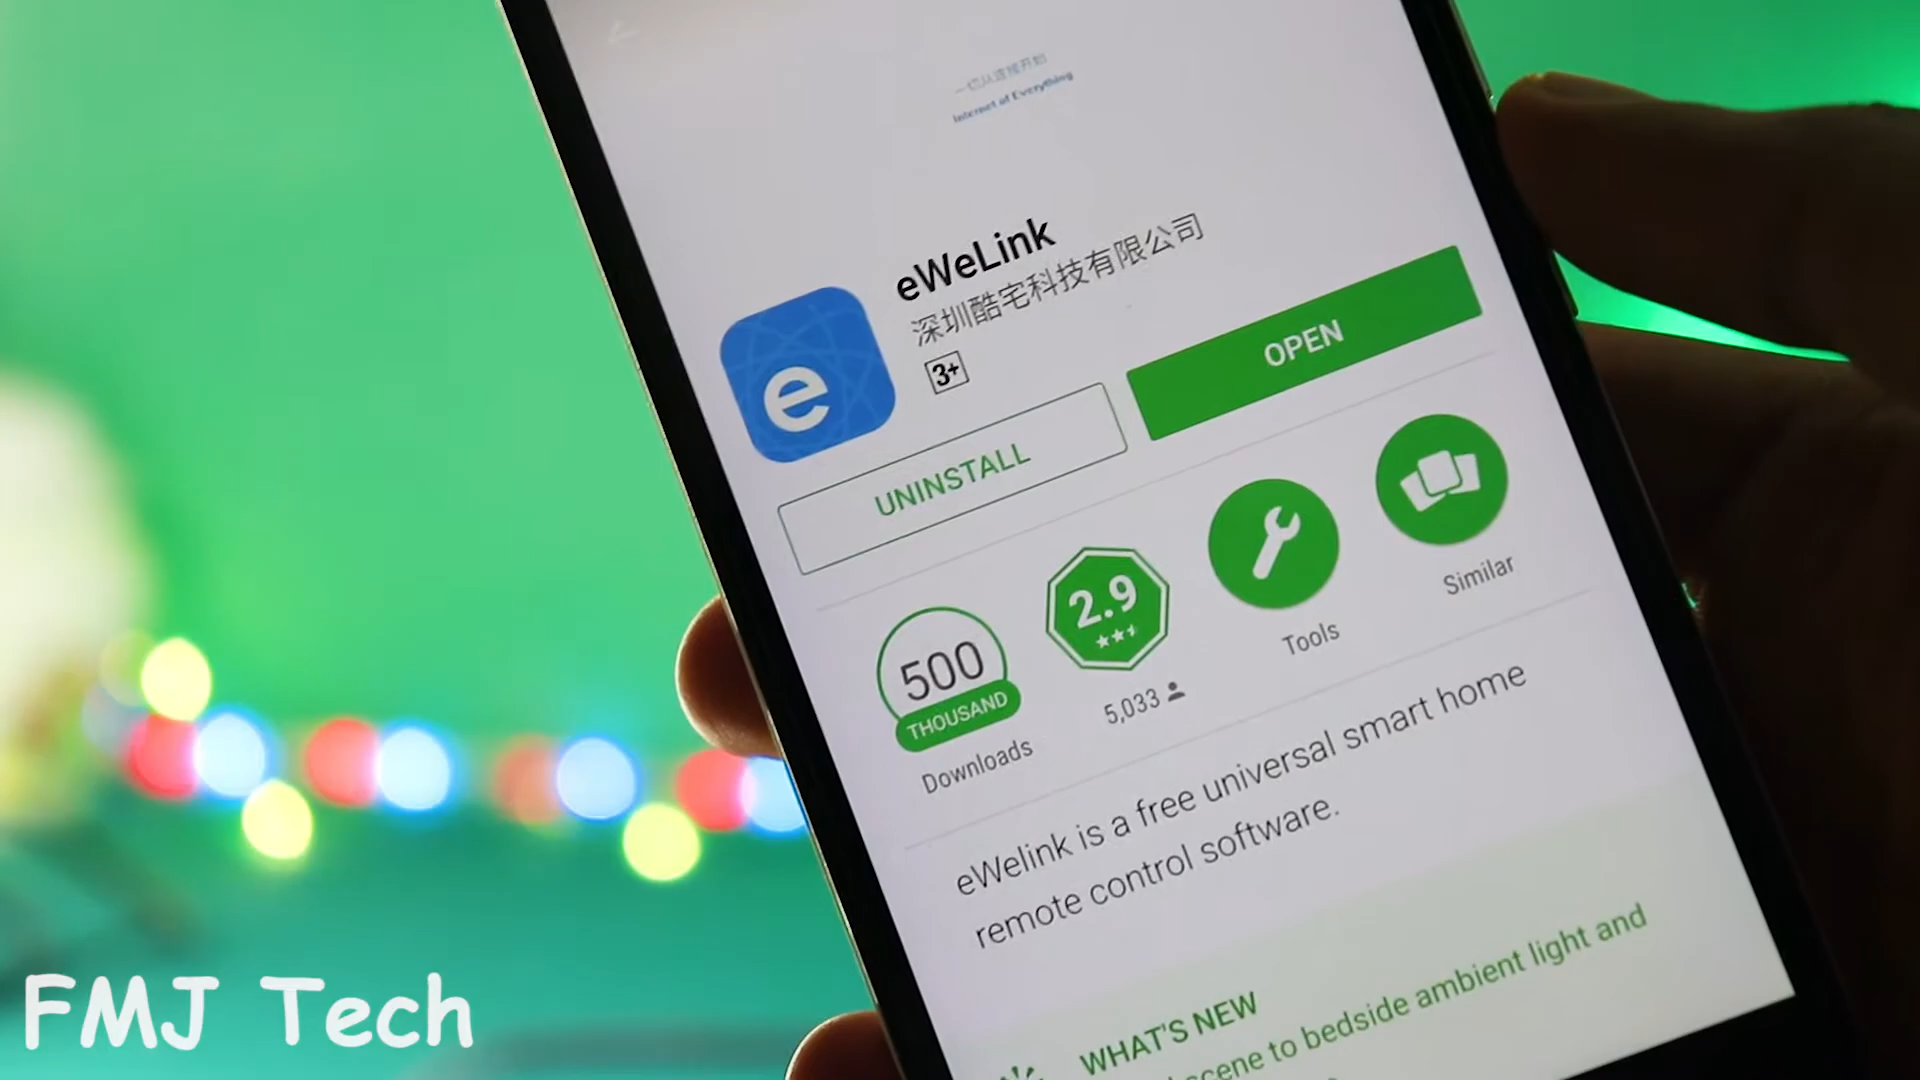 一切从连接开始
Internet of Everything
eWeLink
深圳酷宅科技有限公司
3+
e
UNINSTALL
OPEN
500
THOUSAND
Downloads
2.9
5,033
Tools
Similar
eWelink is a free universal smart home
remote control software.
WHAT'S NEW
scene to bedside ambient light and
FMJ Tech